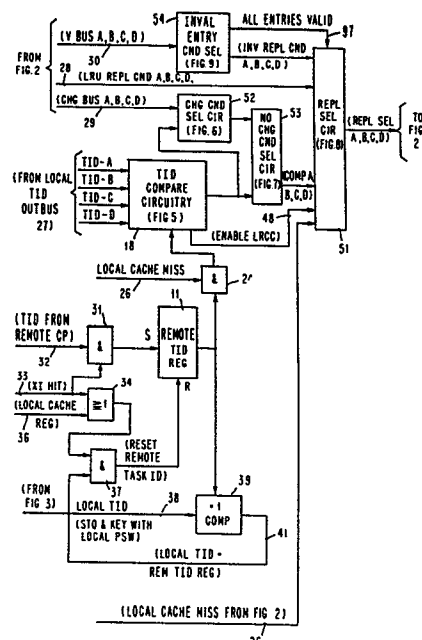 54
INVAL
ENTRY
CND SEL
(FIG 9)
ALL ENTRIES VALID
97
(V BUS A,B,C,D)
30
(INV REPL CND
A,B,C,D)
FROM
FIG.2
(LRU REPL CND A,B,C,D,
28
(CHG BUS A,B,C,D)
29
CHG CND
SEL CIR
(FIG 6)
52
53
NO
CHG
CND
SEL
CIR
(FIG 7)
REPL
SEL
CIR
(FIG.8)
(REPL SEL
A,B,C,D)
TO
FIG
2
(COMP A
B,C,D)
48
51
(FROM LOCAL
TID
OUTBUS
27)
TID-A
TID-B
TID-C
TID-D
TID
COMPARE
CIRCUITRY
(FIG 5)
18
(ENABLE LRCC)
LOCAL CACHE MISS
26
&
11
REMOTE
TID
REG
S
R
(TID FROM
REMOTE CP)
32
31
&
33
(XI HIT)
34
≧ 1
(LOCAL CACHE
REG)
36
&
37
(RESET
REMOTE
TASK ID)
39
COMP
(FROM
FIG 3)
LOCAL TID
38
(STO & KEY WITH
LOCAL PSW)
41
(LOCAL TID =
REM TID REG)
(LOCAL CACHE MISS FROM FIG 2)